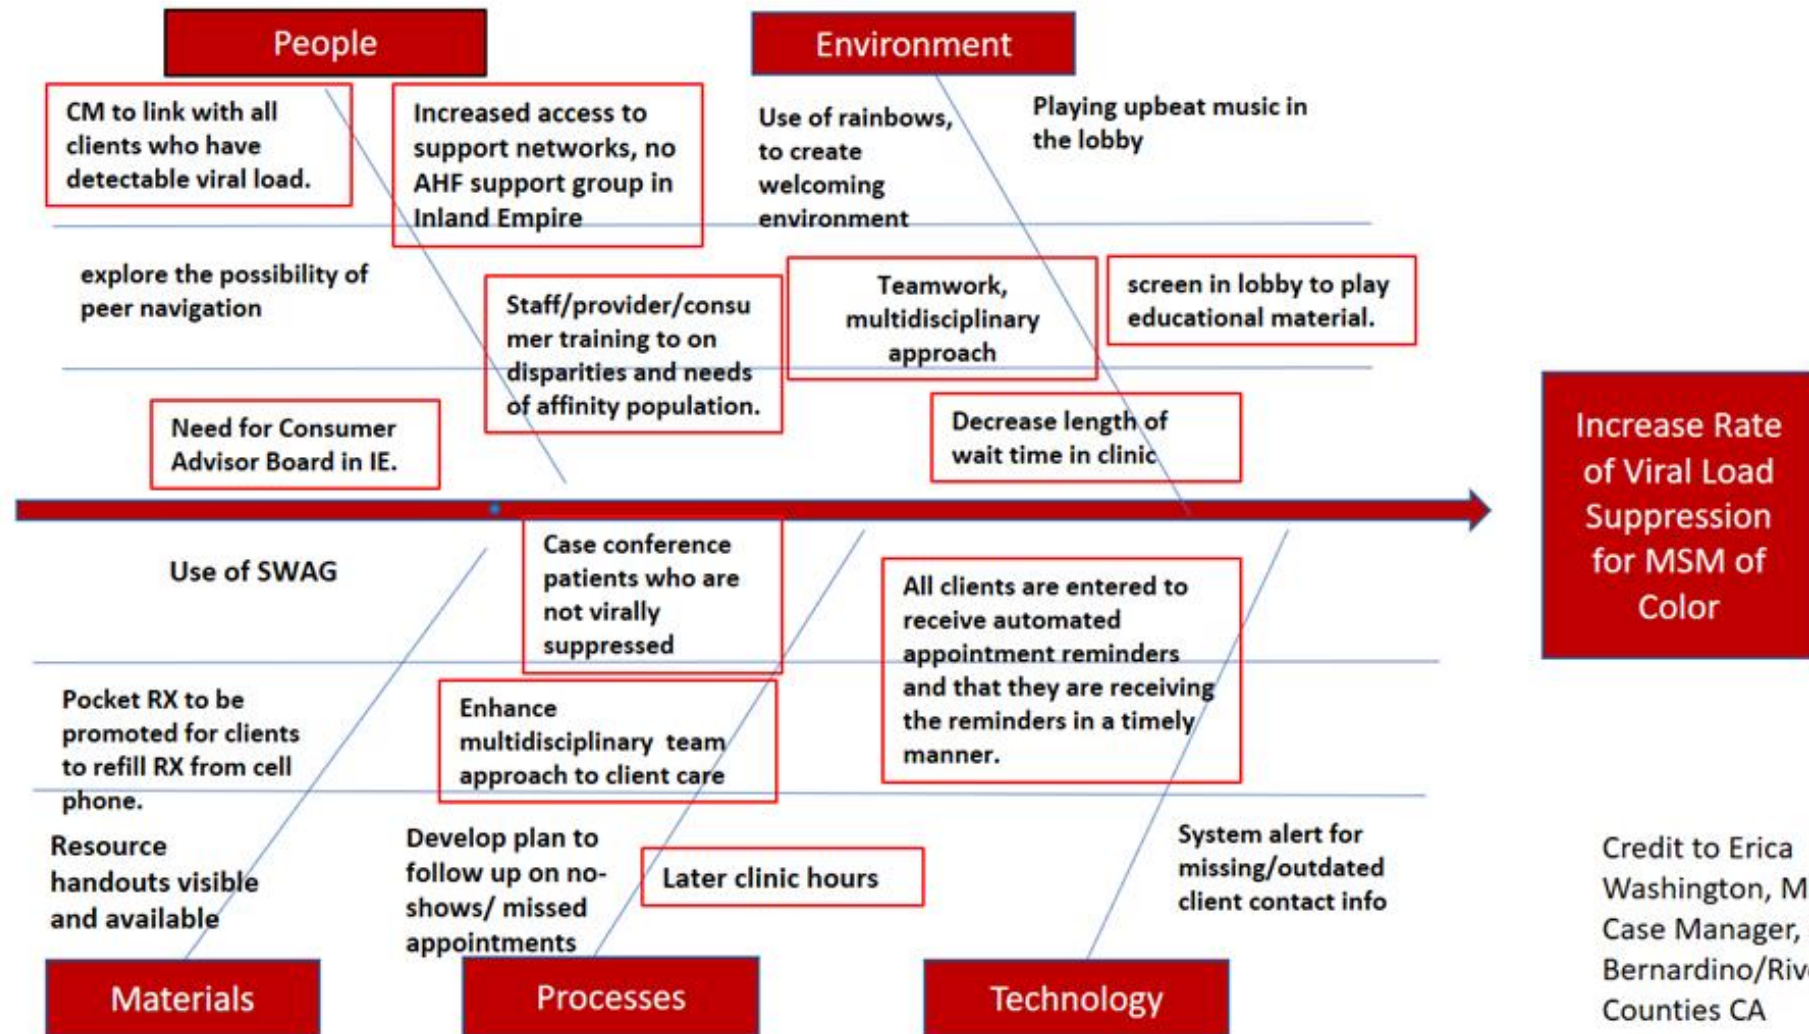 People
Environment
CM to link with all
clients who have
detectable viral load.
Increased access to
support networks, no
AHF support group in
Inland Empire
Use of rainbows,
to create
welcoming
environment
Playing upbeat music in
the lobby
explore the possibility of
peer navigation
Staff/provider/consu
mer training to on
disparities and needs
of affinity population.
Teamwork,
multidisciplinary
approach
screen in lobby to play
educational material.
Need for Consumer
Advisor Board in IE.
Decrease length of
wait time in clinic
Increase Rate
of Viral Load
Suppression
for MSM of
Color
Use of SWAG
Case conference
patients who are
not virally
suppressed
All clients are entered to
receive automated
appointment reminders
and that they are receiving
the reminders in a timely
manner.
Pocket RX to be
promoted for clients
to refill RX from cell
phone.
Enhance
multidisciplinary team
approach to client care
Resource
handouts visible
and available
Develop plan to
follow up on no-
shows/ missed
appointments
Later clinic hours
System alert for
missing/outdated
client contact info
Credit to Erica
Washington,
Case Manager,
Counties CA
Materials
Processes
Technology